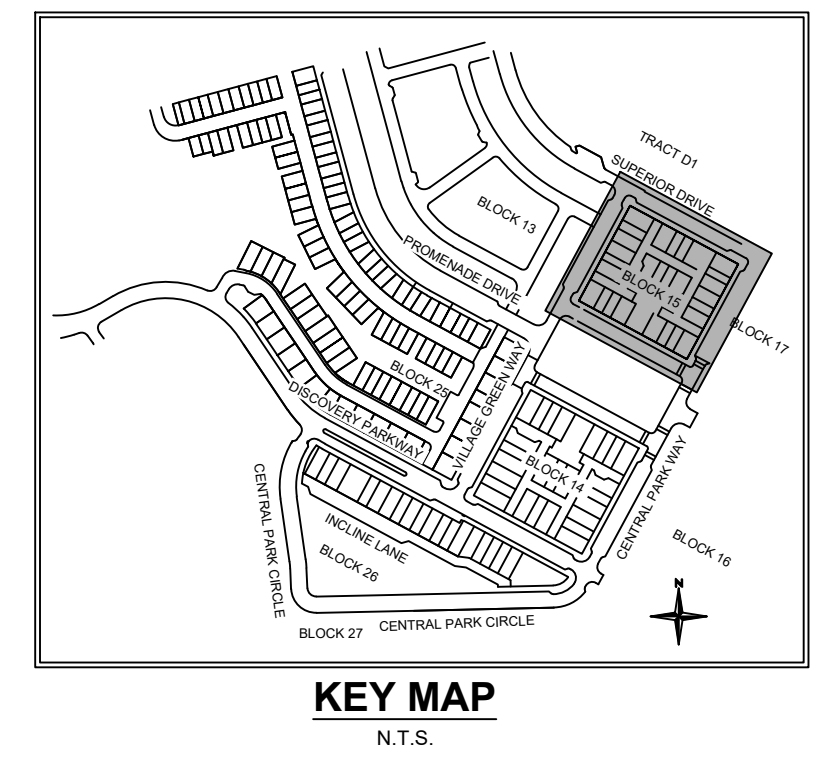 TRACT D1
SUPERIOR DRIVE
BLOCK 13
PROMENADE DRIVE
BLOCK 15
BLOCK 17
BLOCK 25
VILLAGE GREEN WAY
DISCOVERY PARKWAY
BLOCK 14
CENTRAL PARK WAY
CENTRAL PARK CIRCLE
INCLINE LANE
BLOCK 26
BLOCK 16
N
BLOCK 27
CENTRAL PARK CIRCLE
KEY MAP
N.T.S.